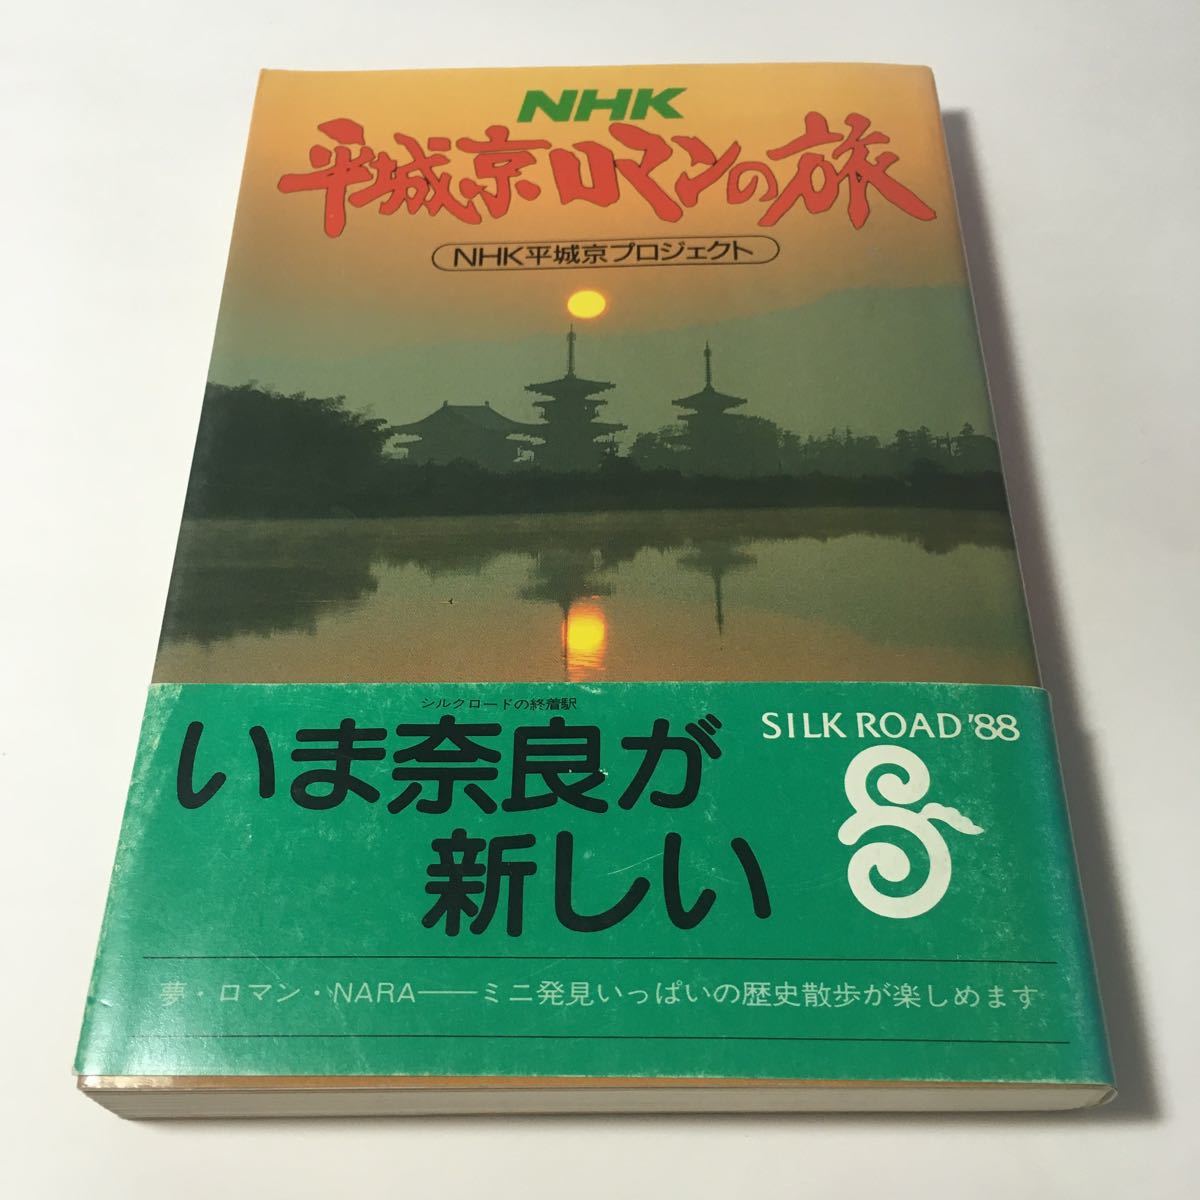 NHK
平城京ロマンの旅
NHK平城京プロジェクト
シルクロードの終着駅
いま奈良が
新しい
SILK ROAD '88
夢・ロマン・NARA――ミニ発見いっぱいの歴史散歩が楽しめます